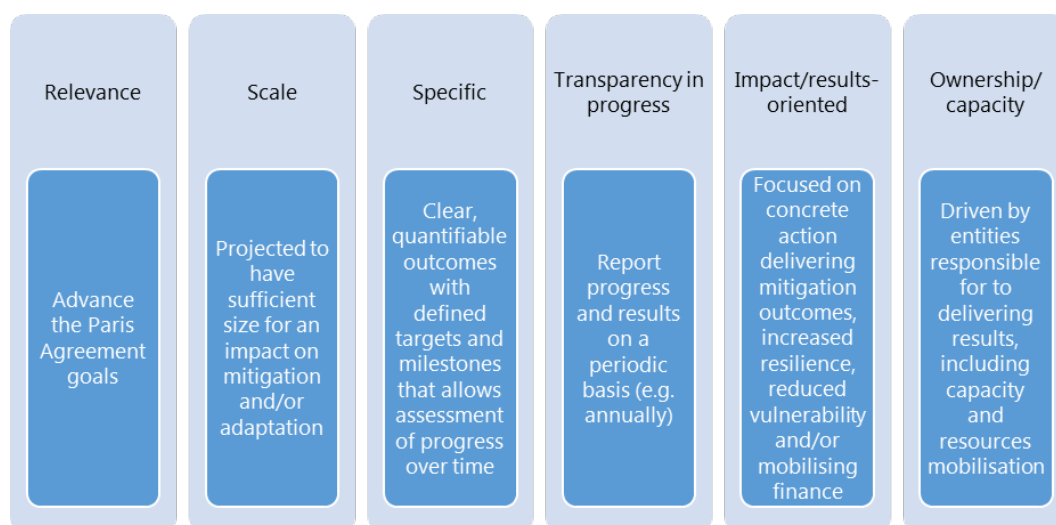 Relevance
Advance
the Paris
Agreement
goals
Scale
Projected to
have
sufficient
size for an
impact on
mitigation
and/or
adaptation
Specific
Clear,
quantifiable
outcomes
with
defined
targets and
milestones
that allows
assessment
of progress
over time
Transparency in
progress
Report
progress
and results
on a
periodic
basis (e.g.
annually)
Impact/results-
oriented
Focused on
concrete
action
delivering
mitigation
outcomes,
increased
resilience,
reduced
vulnerability
and/or
mobilising
finance
Ownership/
capacity
Driven by
entities
responsible
for to
delivering
results,
including
capacity
and
resources
mobilisation